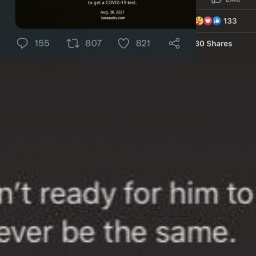 to get a COVID-19 test.
Aug. 30, 2021
155 807 821
133
30 Shares
n't ready for him to
ever be the same.